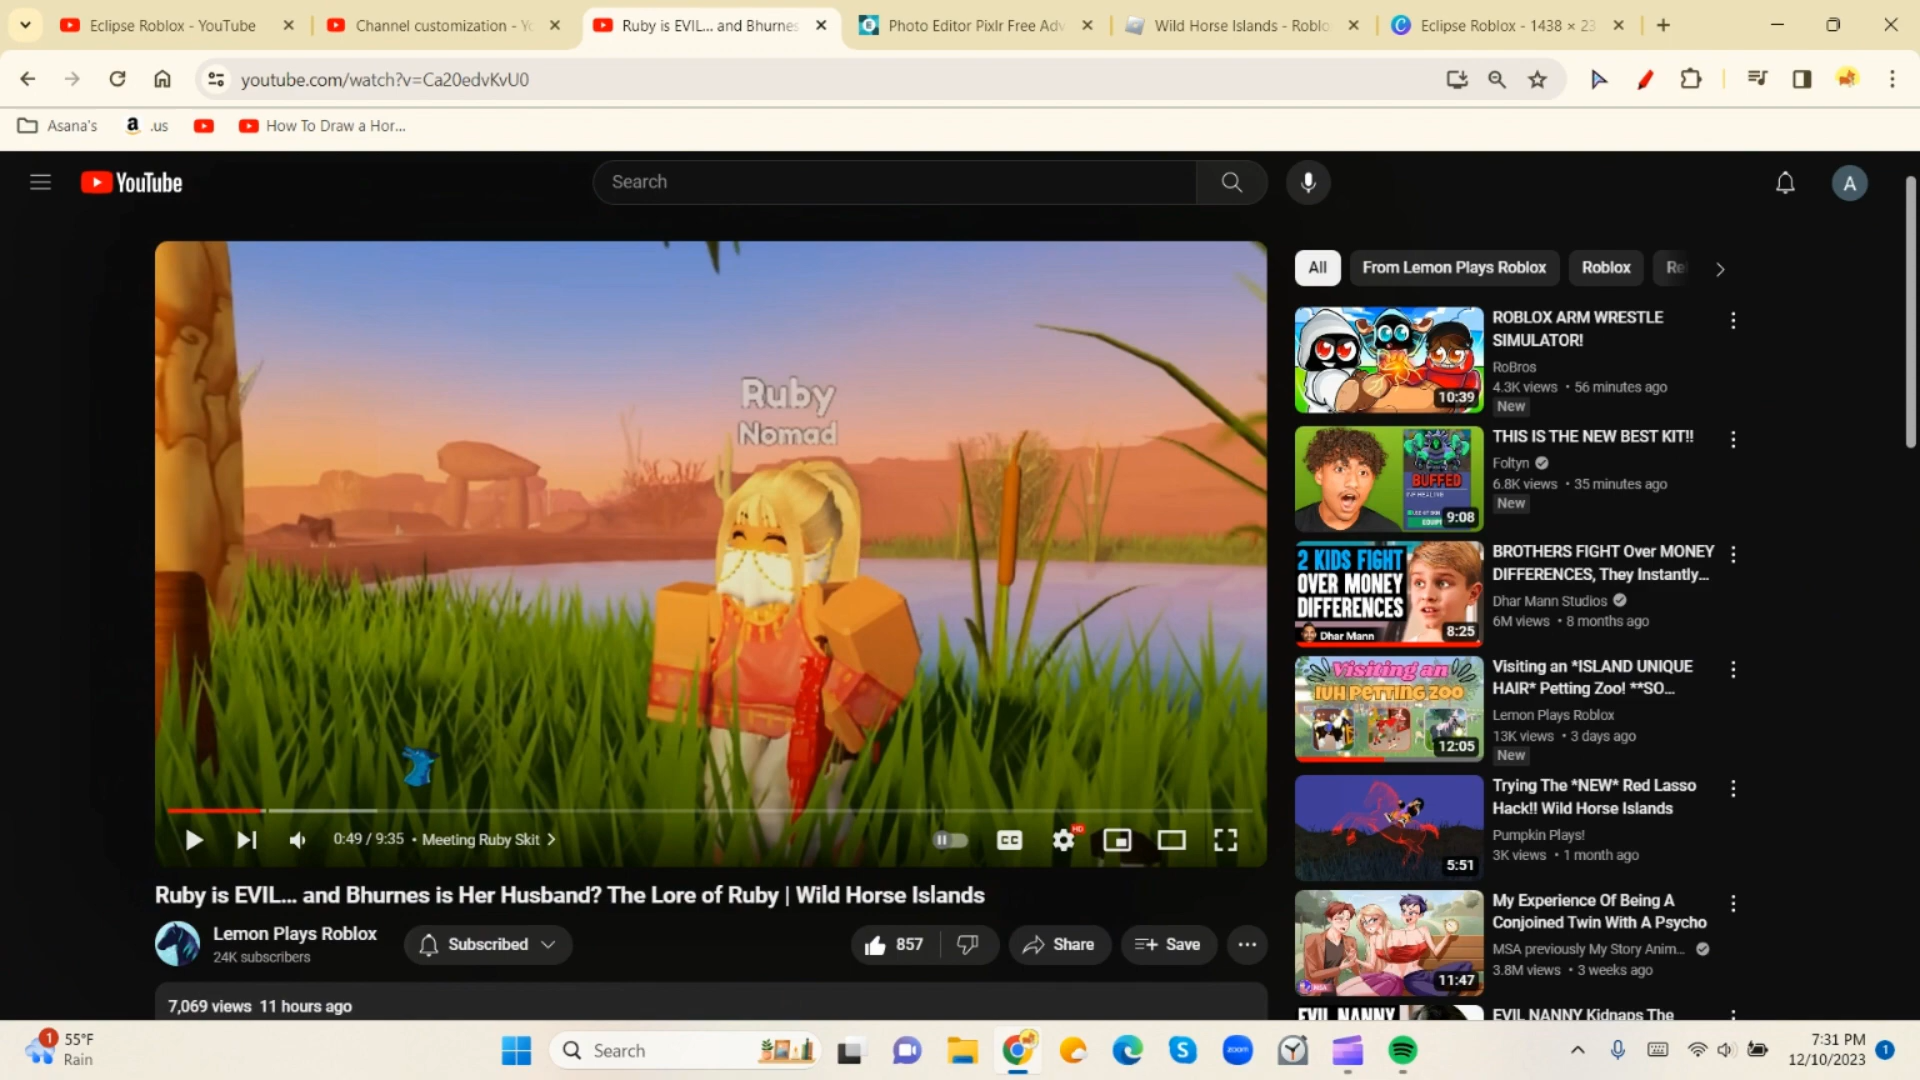 Eclipse Roblox - YouTube
Channel customization - Yo
Ruby is EVIL... and Bhurnes
Photo Editor Pixlr Free Adv
Wild Horse Islands - Roblo
Eclipse Roblox - 1438 × 23
youtube.com/watch?v=Ca20edvKvU0
Asana's
.us
How To Draw a Hor...
YouTube
Search
A
Ruby
Nomad
0:49 / 9:35 • Meeting Ruby Skit
CC
HD
Ruby is EVIL... and Bhurnes is Her Husband? The Lore of Ruby | Wild Horse Islands
Lemon Plays Roblox
24K subscribers
Subscribed
857
Share
Save
7,069 views 11 hours ago
All
From Lemon Plays Roblox
Roblox
10:39
ROBLOX ARM WRESTLE
SIMULATOR!
RoBros
4.3K views • 56 minutes ago
New
BUFFED
9:08
THIS IS THE NEW BEST KIT!!
Foltyn
6.8K views • 35 minutes ago
New
2 KIDS FIGHT
OVER MONEY
DIFFERENCES
Dhar Mann
8:25
BROTHERS FIGHT Over MONEY
DIFFERENCES, They Instantly...
Dhar Mann Studios
6M views • 8 months ago
Visiting an
IUH PETTING ZOO
12:05
Visiting an *ISLAND UNIQUE
HAIR* Petting Zoo! **SO...
Lemon Plays Roblox
13K views • 3 days ago
New
5:51
Trying The *NEW* Red Lasso
Hack!! Wild Horse Islands
Pumpkin Plays!
3K views • 1 month ago
MSA
11:47
My Experience Of Being A
Conjoined Twin With A Psycho
MSA previously My Story Anim...
3.8M views • 3 weeks ago
EVIL NANNY
EVIL NANNY Kidnaps The
1
55°F
Rain
Search
zoom
7:31 PM
12/10/2023
1